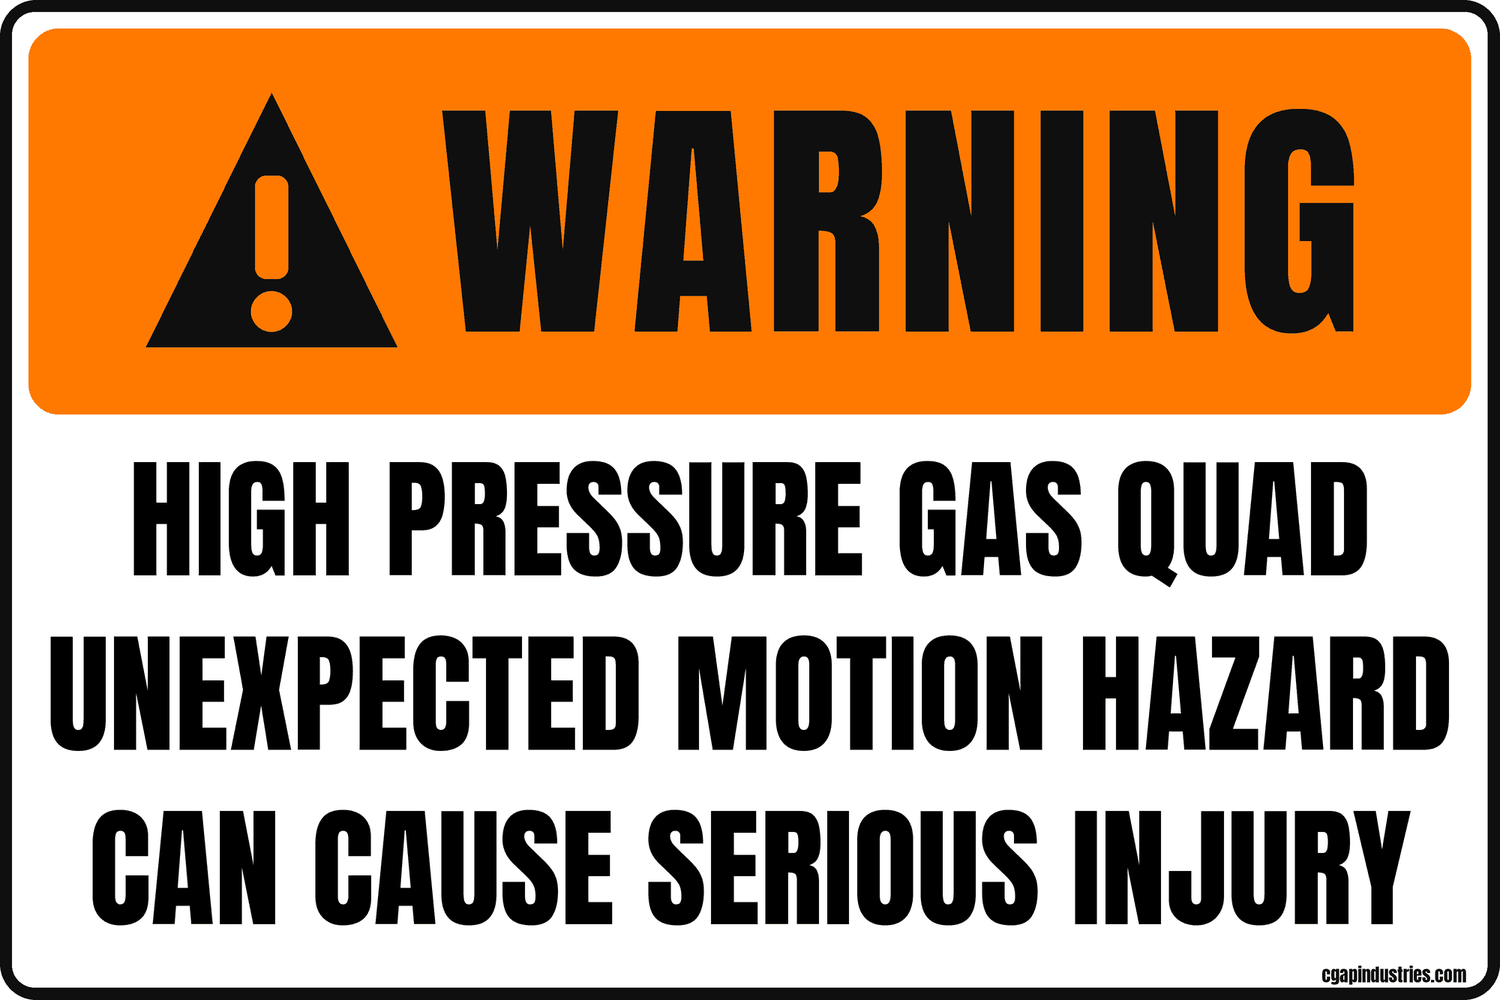 WARNING
HIGH PRESSURE GAS QUAD
UNEXPECTED MOTION HAZARD
CAN CAUSE SERIOUS INJURY
cgapindustries.com